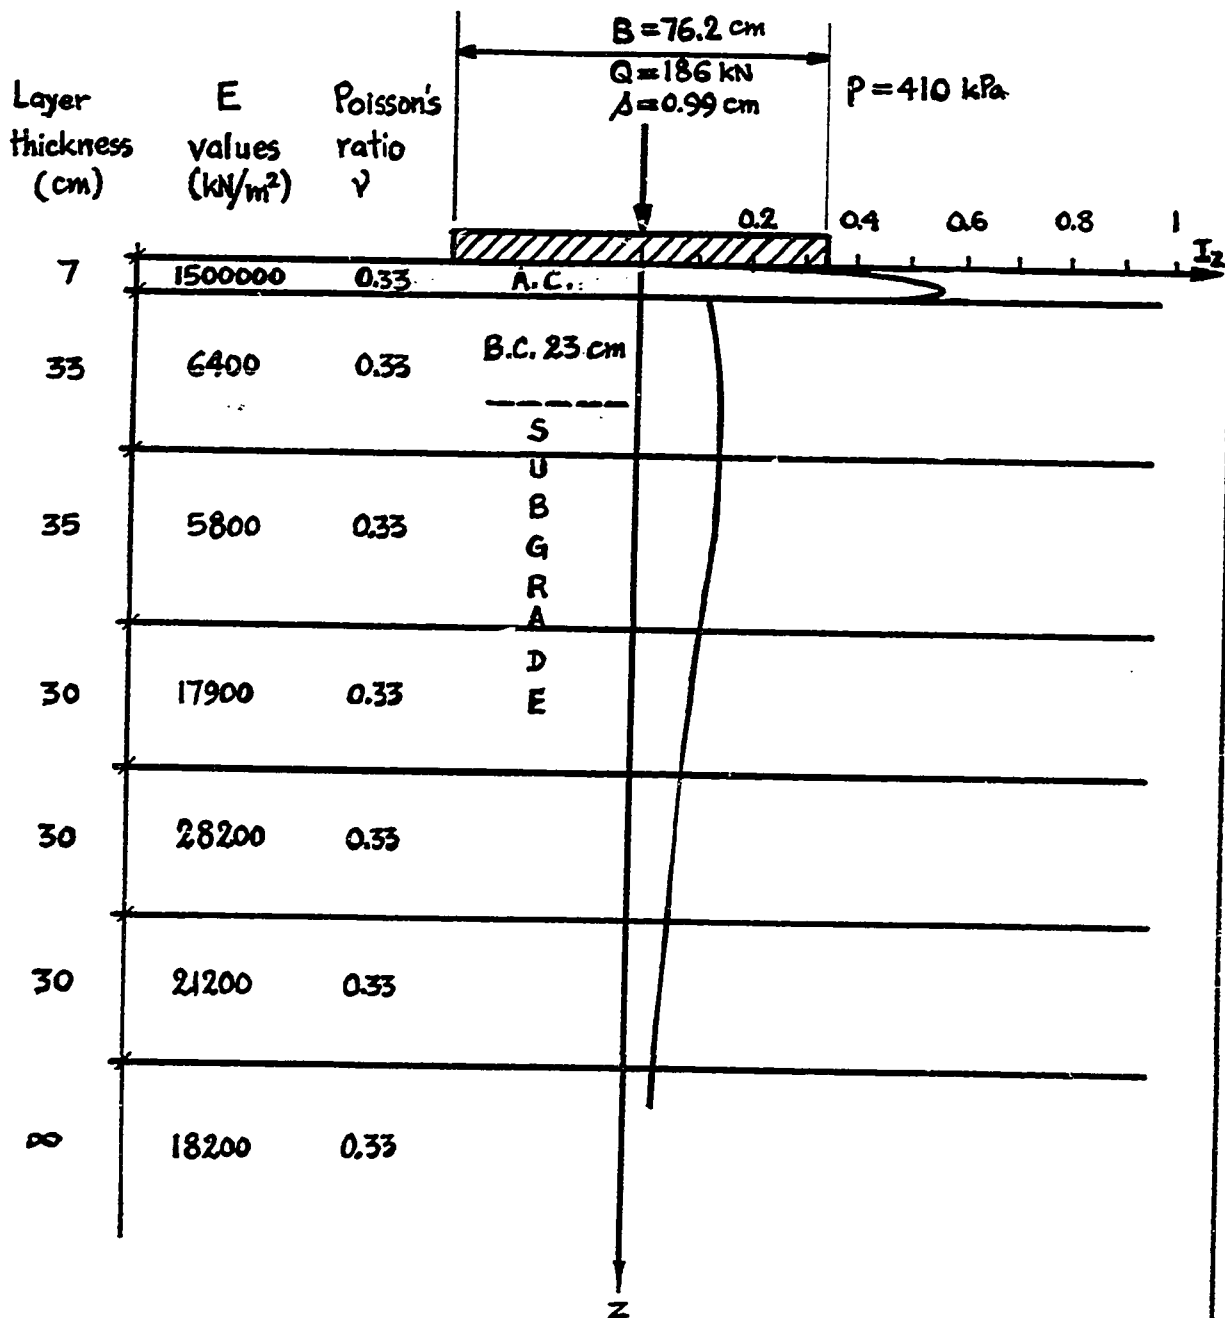 B = 76.2 cm
Q = 186 kN
s = 0.99 cm
P = 410 kPa
Layer thickness (cm)
E values (kN/m²)
Poisson's ratio ν
0.2 0.4 0.6 0.8 1
I_z
7 1500000 0.33 A.C.
33 6400 0.33 B.C. 23 cm
SUBGRADE
35 5800 0.33
30 17900 0.33
30 28200 0.33
30 21200 0.33
∞ 18200 0.33
Z